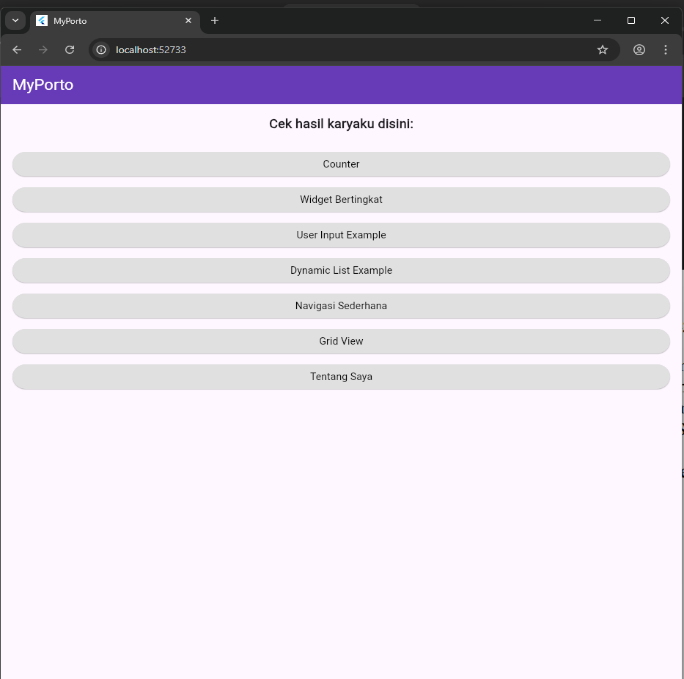 MyPorto
localhost:52733
MyPorto
Cek hasil karyaku disini:
Counter
Widget Bertingkat
User Input Example
Dynamic List Example
Navigasi Sederhana
Grid View
Tentang Saya